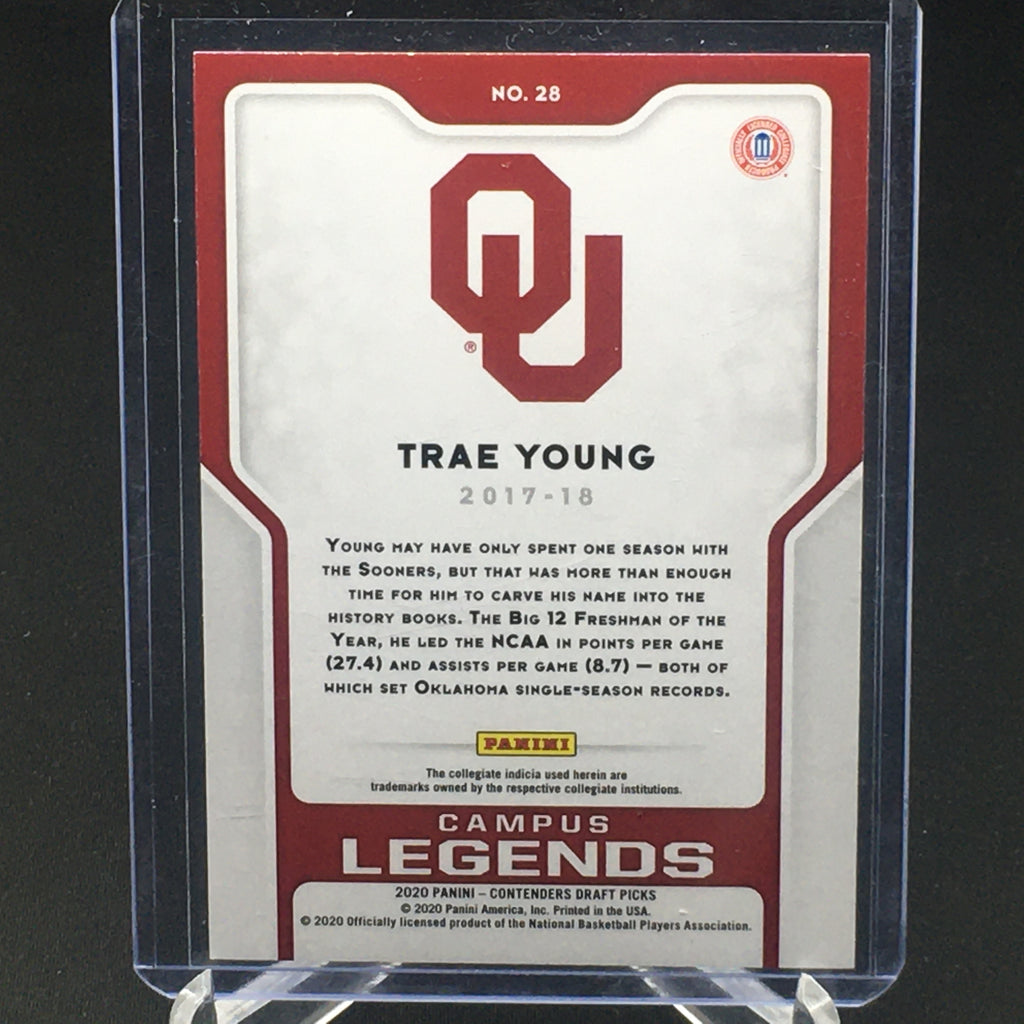 NO. 28
OFFICIALLY LICENSED COLLEGIATE PRODUCTS
OU
®
TRAE YOUNG
2017-18
YOUNG MAY HAVE ONLY SPENT ONE SEASON WITH
THE SOONERS, BUT THAT WAS MORE THAN ENOUGH
TIME FOR HIM TO CARVE HIS NAME INTO THE
HISTORY BOOKS. THE BIG 12 FRESHMAN OF THE
YEAR, HE LED THE NCAA IN POINTS PER GAME
(27.4) AND ASSISTS PER GAME (8.7) — BOTH OF
WHICH SET OKLAHOMA SINGLE-SEASON RECORDS.
PANINI
The collegiate indicia used herein are
trademarks owned by the respective collegiate institutions.
CAMPUS
LEGENDS
2020 PANINI – CONTENDERS DRAFT PICKS
© 2020 Panini America, Inc. Printed in the USA.
© 2020 Officially licensed product of the National Basketball Players Association.